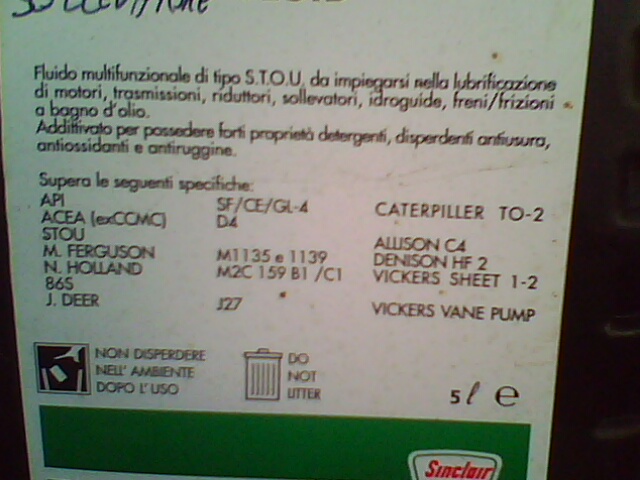 Fluido multifunzionale di tipo S.T.O.U. da impiegarsi nella lubrificazione
di motori, trasmissioni, riduttori, sollevatori, idroguide, freni/frizioni
a bagno d'olio.
Addittivato per possedere forti proprietà detergenti, disperdenti antiusura,
antiossidanti e antiruggine.
Supera le seguenti specifiche:
API SF/CE/GL-4 CATERPILLER TO-2
ACEA (exCCMC) D4
STOU ALLISON C4
M. FERGUSON M1135 e 1139 DENISON HF 2
N. HOLLAND M2C 159 B1 /C1 VICKERS SHEET 1-2
86S
J. DEER J27 VICKERS VANE PUMP
NON DISPERDERE
NELL' AMBIENTE
DOPO L' USO
DO
NOT
LITTER
5 ℓ e
Sinclair